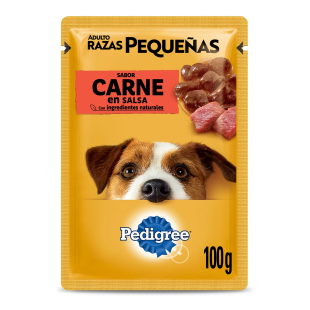 ADULTO
RAZAS PEQUEÑAS
SABOR
CARNE
en SALSA
Con ingredientes naturales
Pedigree
100g